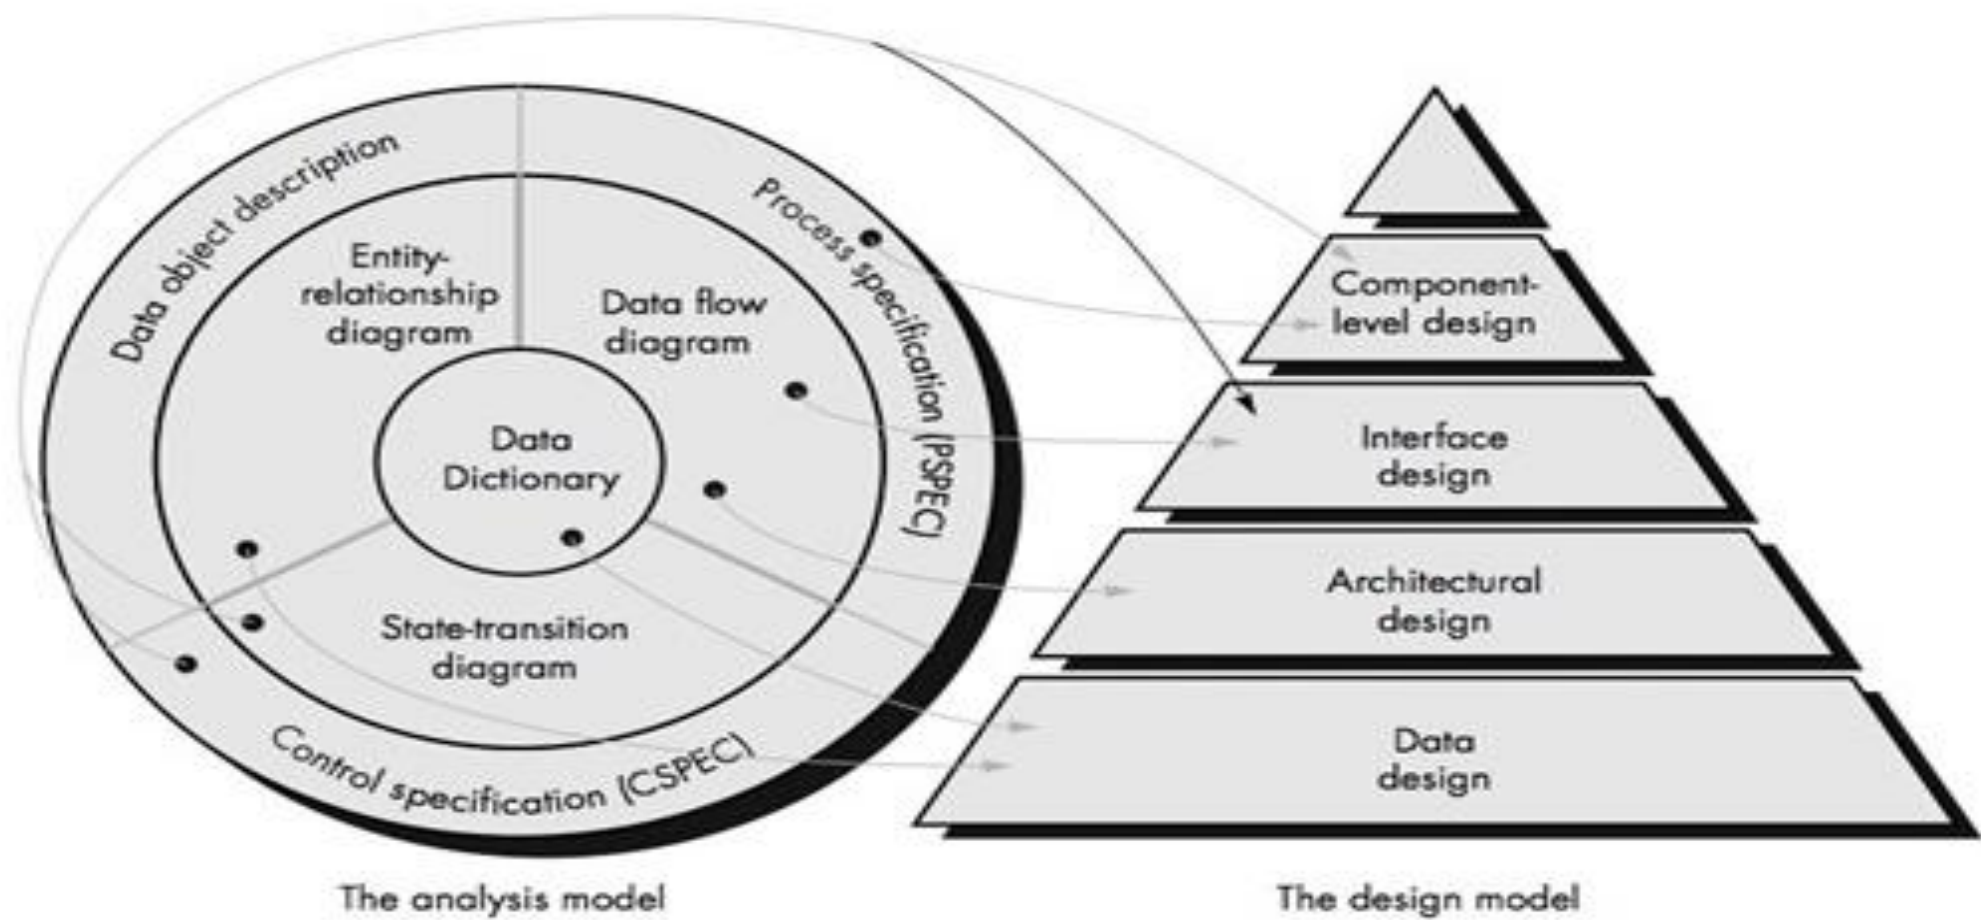 Data object description
Process specification (PSPEC)
Entity-
relationship
diagram
Data flow
diagram
Data
Dictionary
State-transition
diagram
Control specification (CSPEC)
The analysis model
Component-
level design
Interface
design
Architectural
design
Data
design
The design model